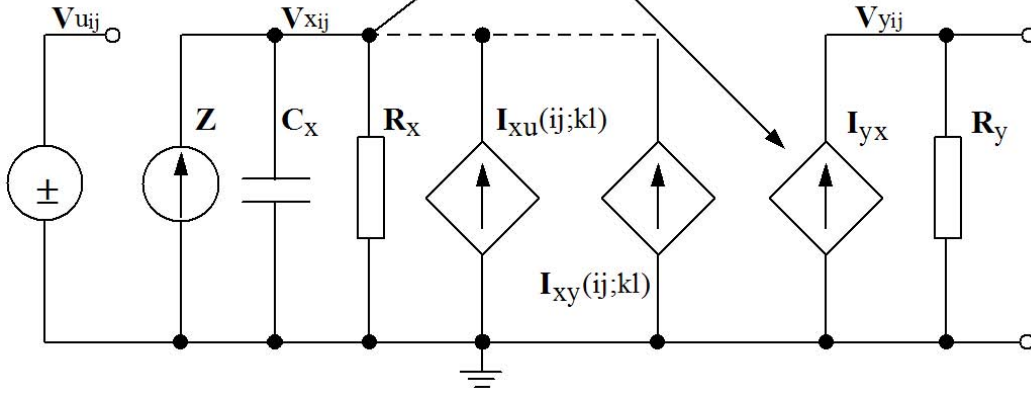 Vuij
Vxij
Vyij
Z
Cx
Rx
Ixu(ij;kl)
Iyx
Ry
±
Ixy(ij;kl)